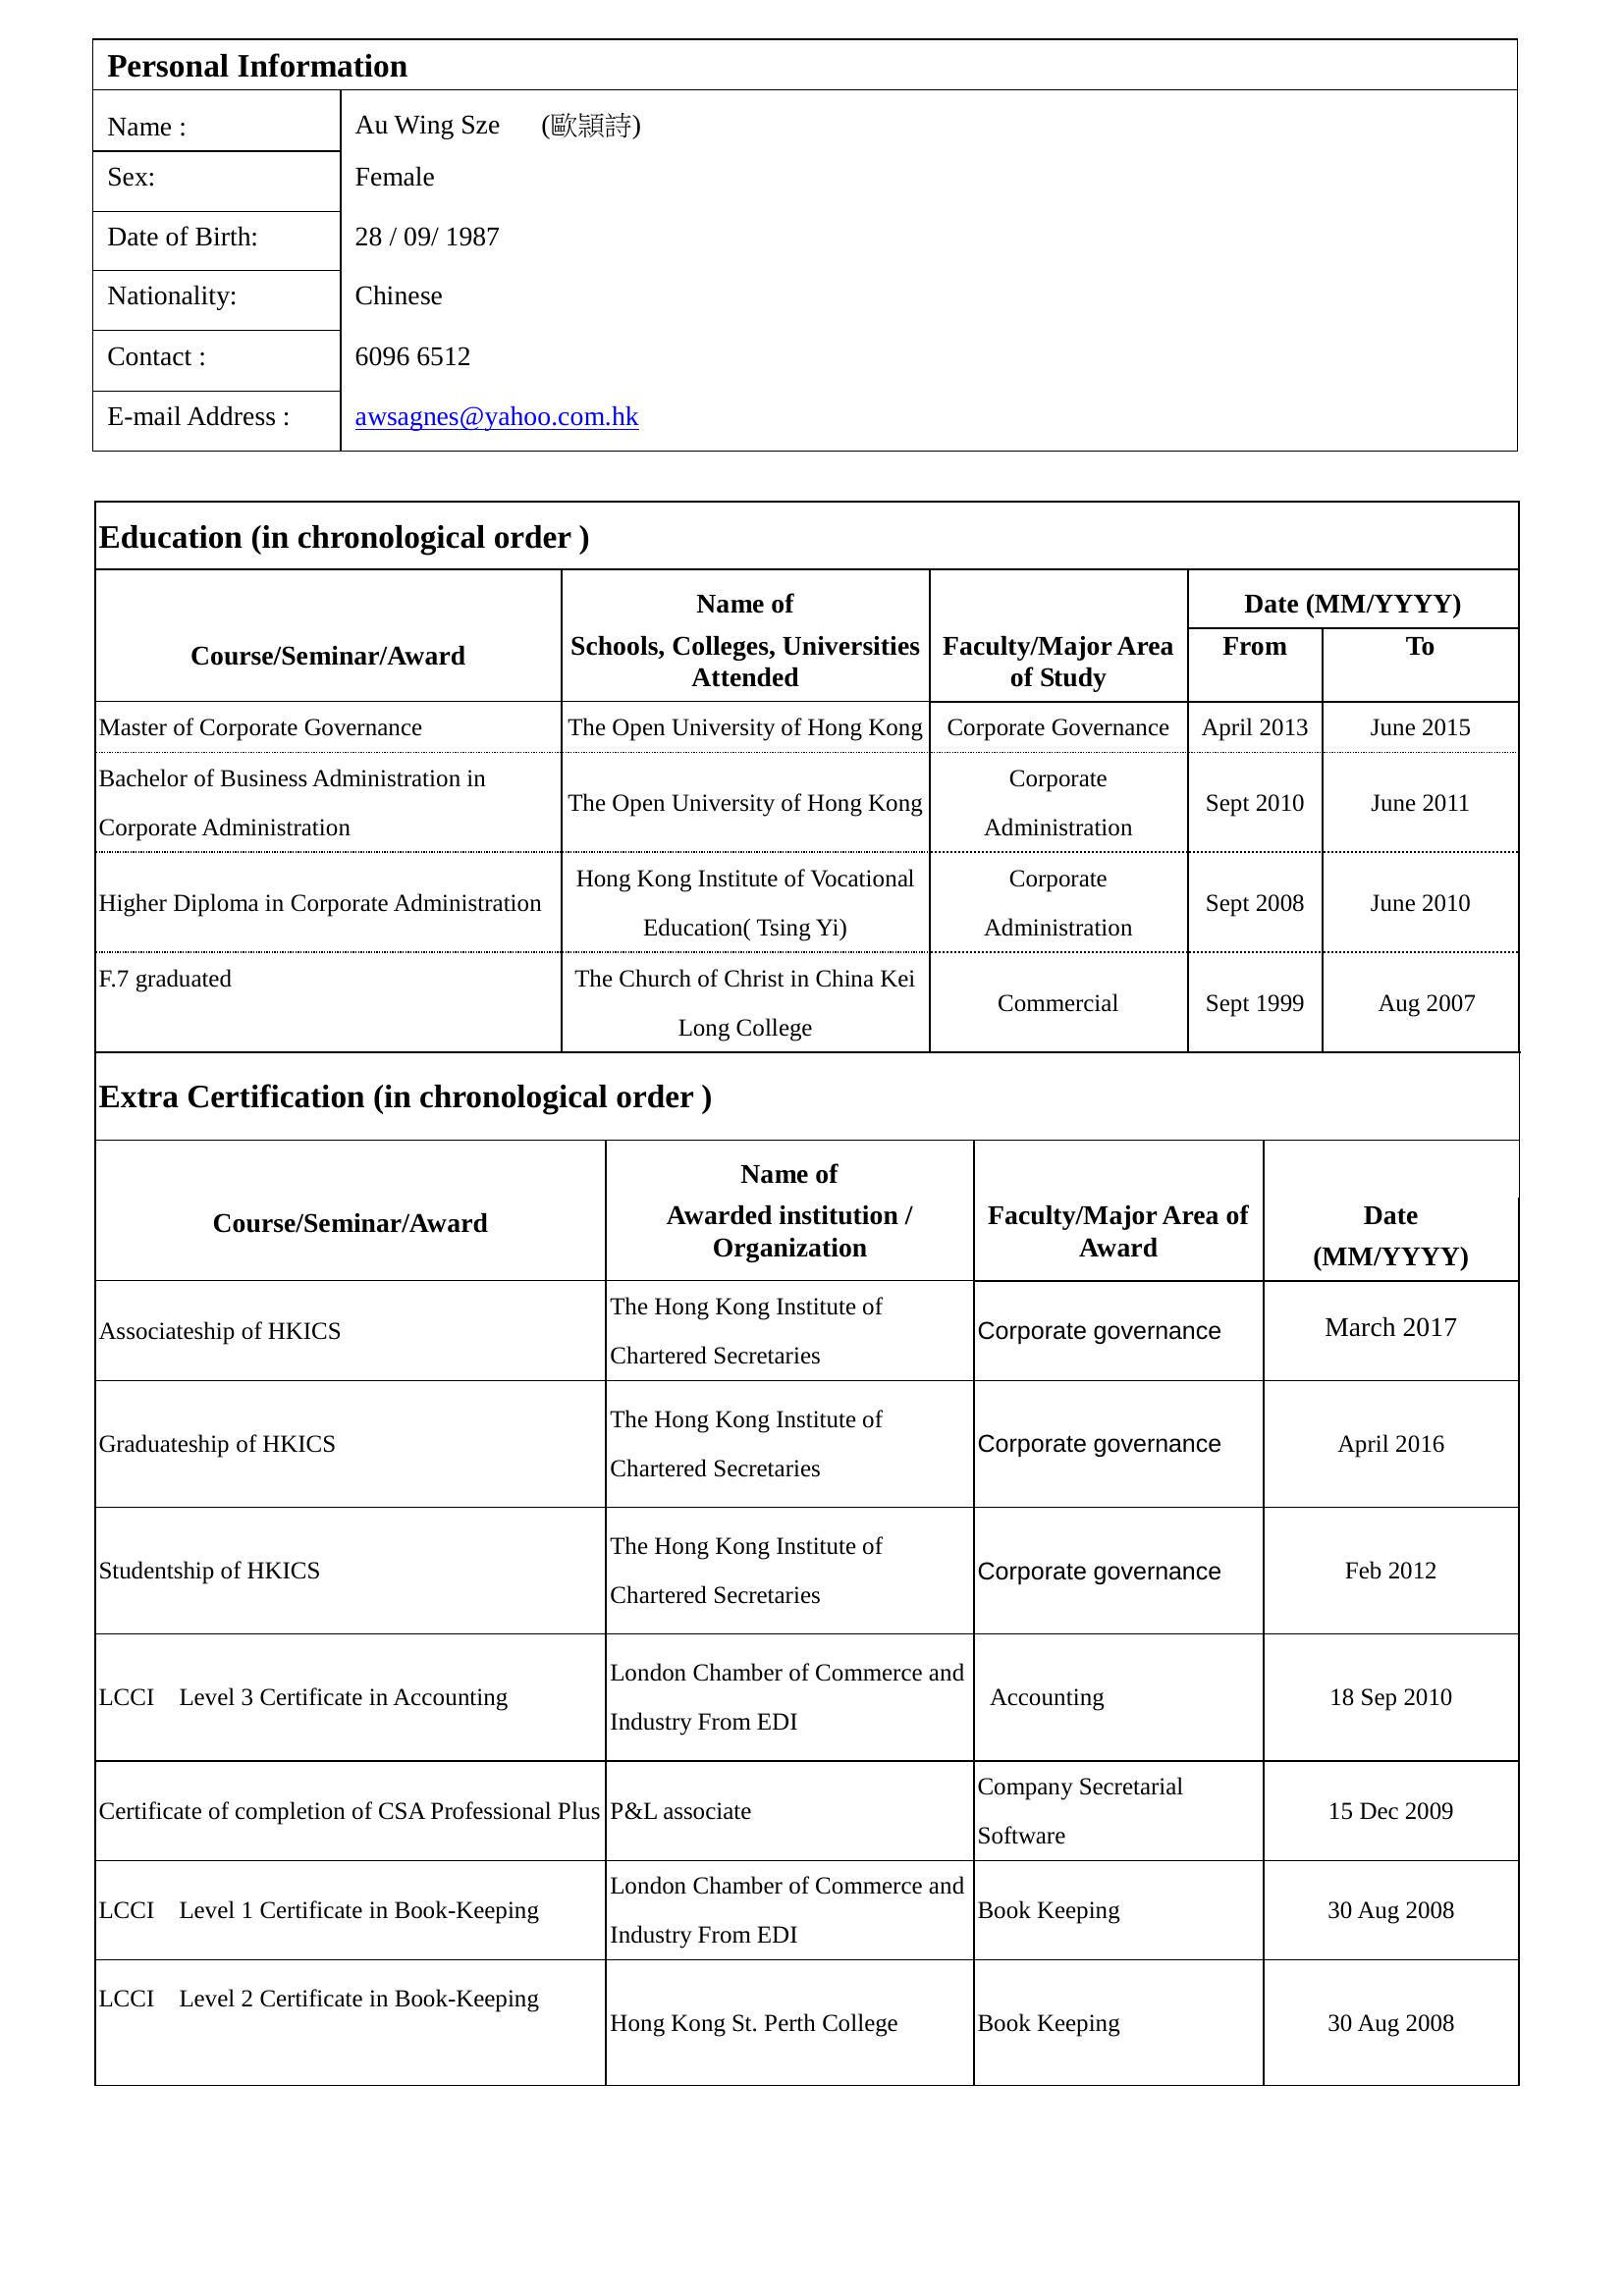 Personal Information
Name :
Au Wing Sze (歐頴詩)
Sex:
Female
Date of Birth:
28 / 09/ 1987
Nationality:
Chinese
Contact :
6096 6512
E-mail Address :
awsagnes@yahoo.com.hk
Education (in chronological order )
Course/Seminar/Award
Name of
Schools, Colleges, Universities
Attended
Faculty/Major Area
of Study
Date (MM/YYYY)
From
To
Master of Corporate Governance
The Open University of Hong Kong
Corporate Governance
April 2013
June 2015
Bachelor of Business Administration in
Corporate Administration
The Open University of Hong Kong
Corporate
Administration
Sept 2010
June 2011
Higher Diploma in Corporate Administration
Hong Kong Institute of Vocational
Education( Tsing Yi)
Corporate
Administration
Sept 2008
June 2010
F.7 graduated
The Church of Christ in China Kei
Long College
Commercial
Sept 1999
Aug 2007
Extra Certification (in chronological order )
Course/Seminar/Award
Name of
Awarded institution /
Organization
Faculty/Major Area of
Award
Date
(MM/YYYY)
Associateship of HKICS
The Hong Kong Institute of
Chartered Secretaries
Corporate governance
March 2017
Graduateship of HKICS
The Hong Kong Institute of
Chartered Secretaries
Corporate governance
April 2016
Studentship of HKICS
The Hong Kong Institute of
Chartered Secretaries
Corporate governance
Feb 2012
LCCI Level 3 Certificate in Accounting
London Chamber of Commerce and
Industry From EDI
Accounting
18 Sep 2010
Certificate of completion of CSA Professional Plus
P&L associate
Company Secretarial
Software
15 Dec 2009
LCCI Level 1 Certificate in Book-Keeping
London Chamber of Commerce and
Industry From EDI
Book Keeping
30 Aug 2008
LCCI Level 2 Certificate in Book-Keeping
Hong Kong St. Perth College
Book Keeping
30 Aug 2008